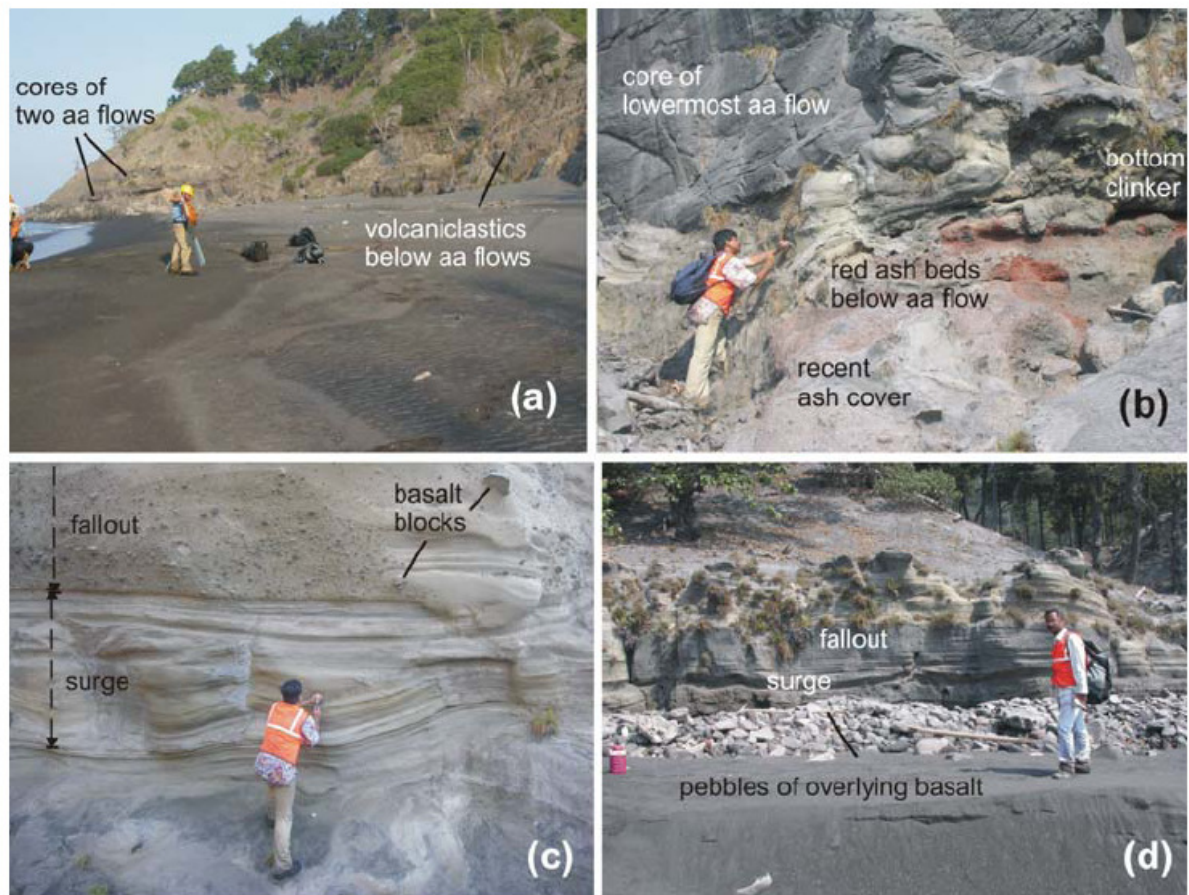 cores of
two aa flows
volcaniclastics
below aa flows
(a)
core of
lowermost aa flow
bottom
clinker
red ash beds
below aa flow
recent
ash cover
(b)
basalt
blocks
fallout
surge
(c)
fallout
surge
pebbles of overlying basalt
(d)